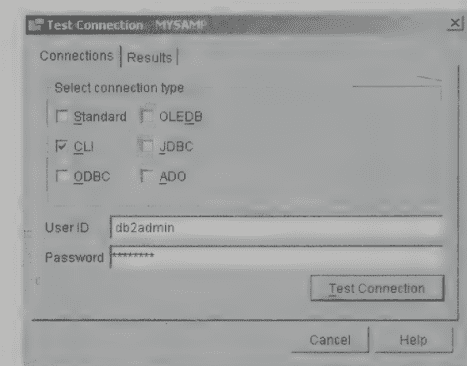 Test Connection - MYSAMP
Connections Results
Select connection type
Standard OLEDB
CLI JDBC
ODBC ADO
User ID db2admin
Password ********
Test Connection
Cancel Help